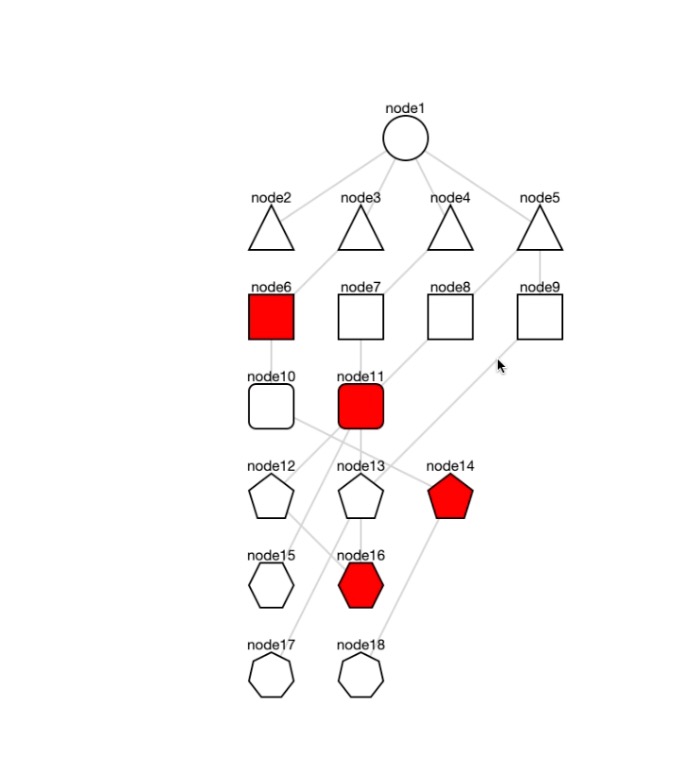 node1
node2 node3 node4 node5
node6 node7 node8 node9
node10 node11
node12 node13 node14
node15 node16
node17 node18